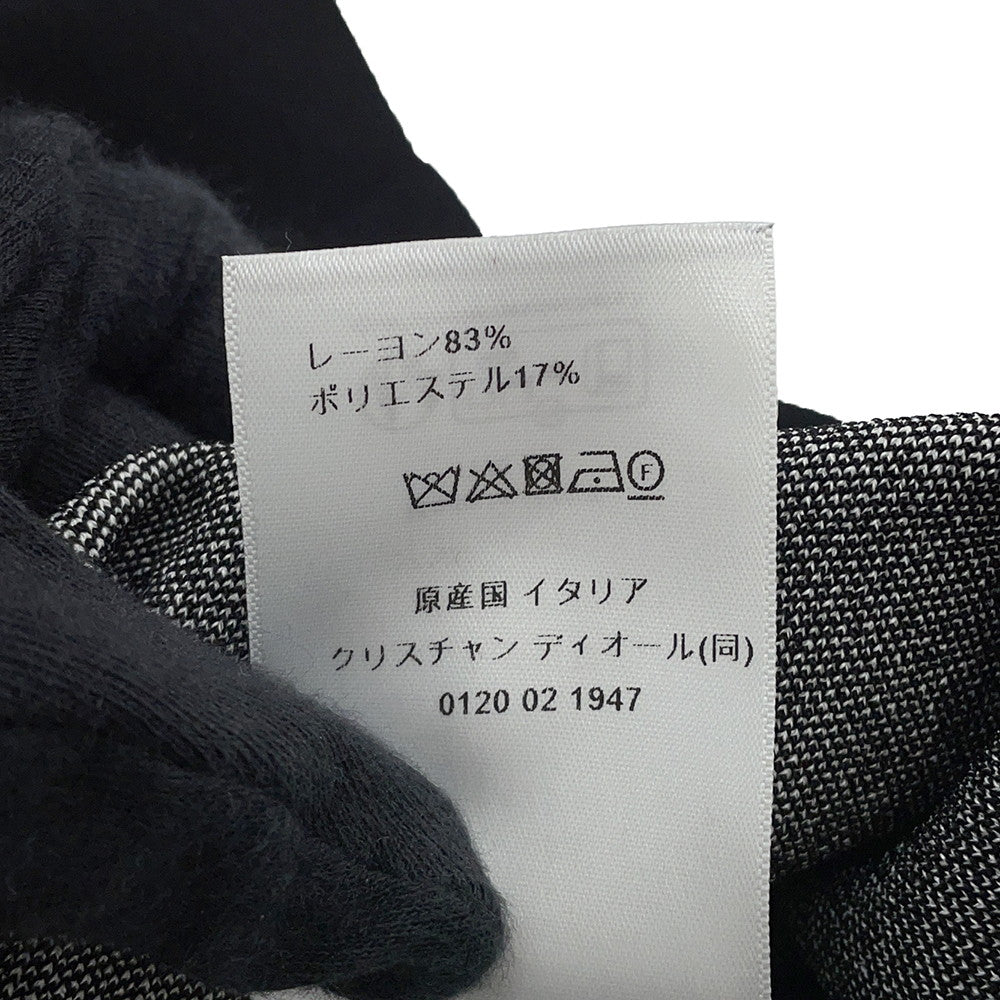 レーヨン83%
ポリエステル17%
F
原産国 イタリア
クリスチャン ディオール(同)
0120 02 1947